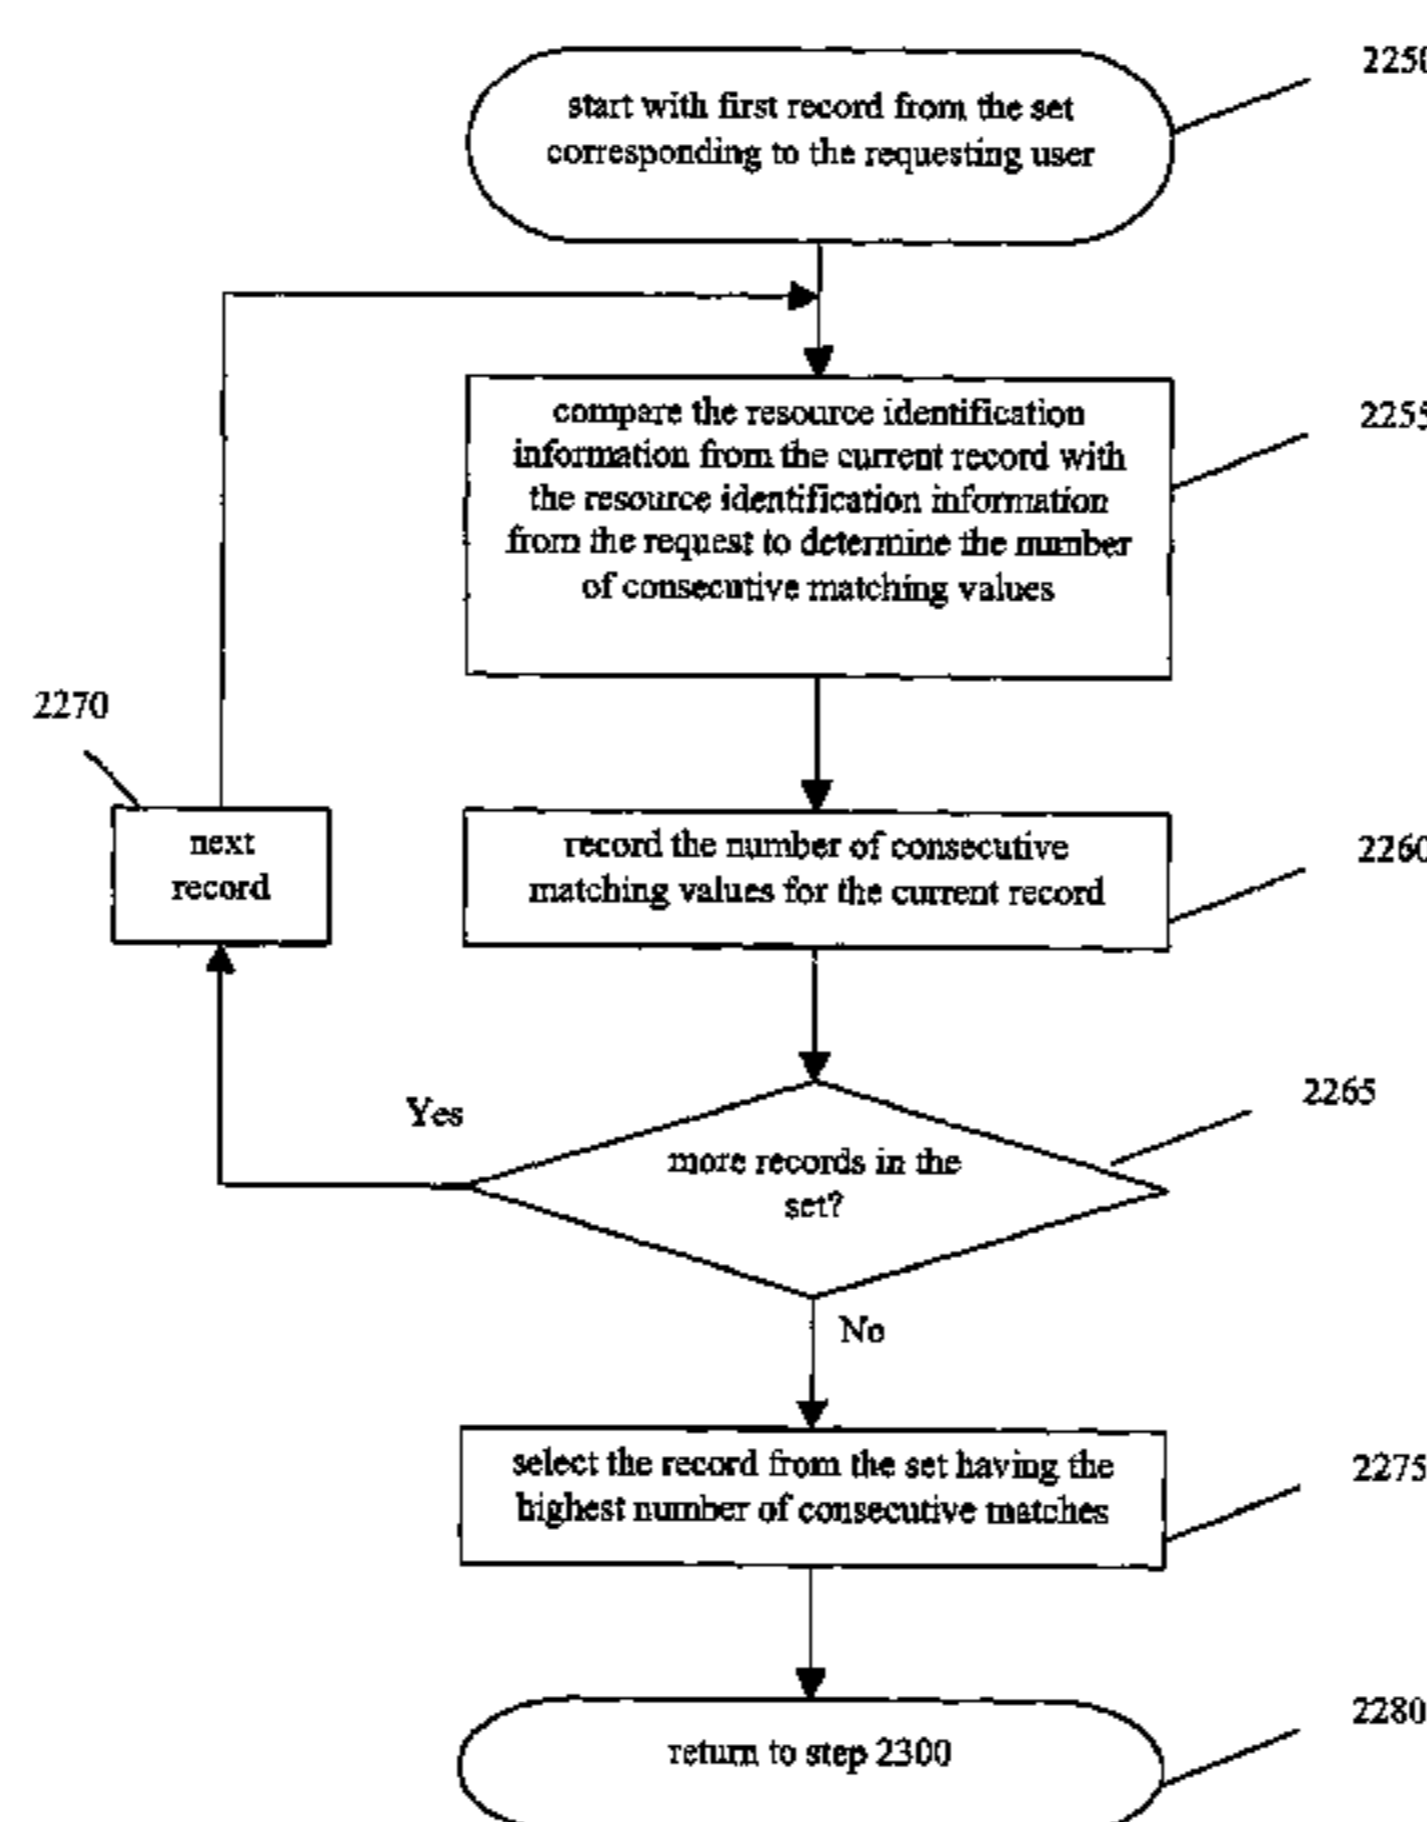 2250
start with first record from the set
corresponding to the requesting user
compare the resource identification
information from the current record with
the resource identification information
from the request to determine the number
of consecutive matching values
2255
2270
next
record
record the number of consecutive
matching values for the current record
2260
Yes
more records in the
set?
2265
No
select the record from the set having the
highest number of consecutive matches
2275
return to step 2300
2280